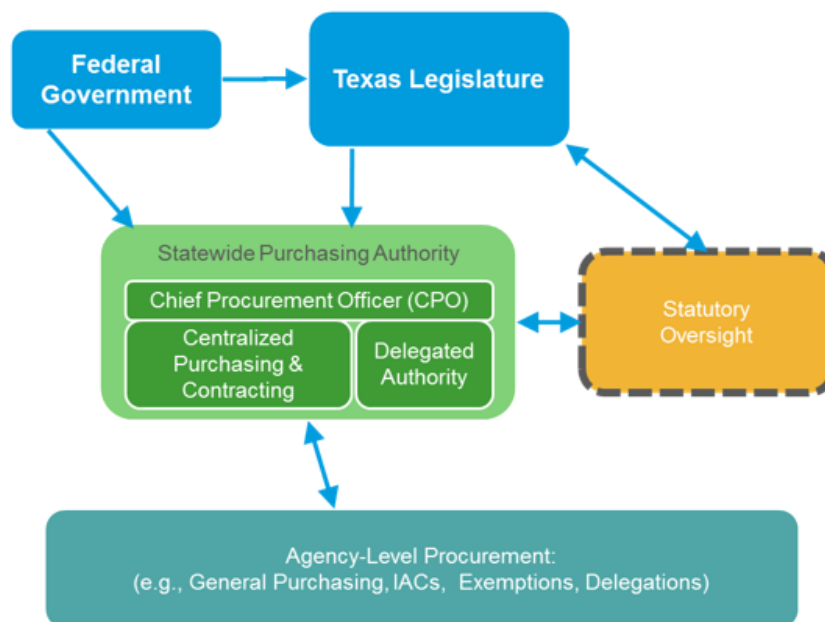 Federal
Government
Texas Legislature
Statewide Purchasing Authority
Chief Procurement Officer (CPO)
Centralized
Purchasing &
Contracting
Delegated
Authority
Statutory
Oversight
Agency-Level Procurement:
(e.g., General Purchasing, IACs, Exemptions, Delegations)